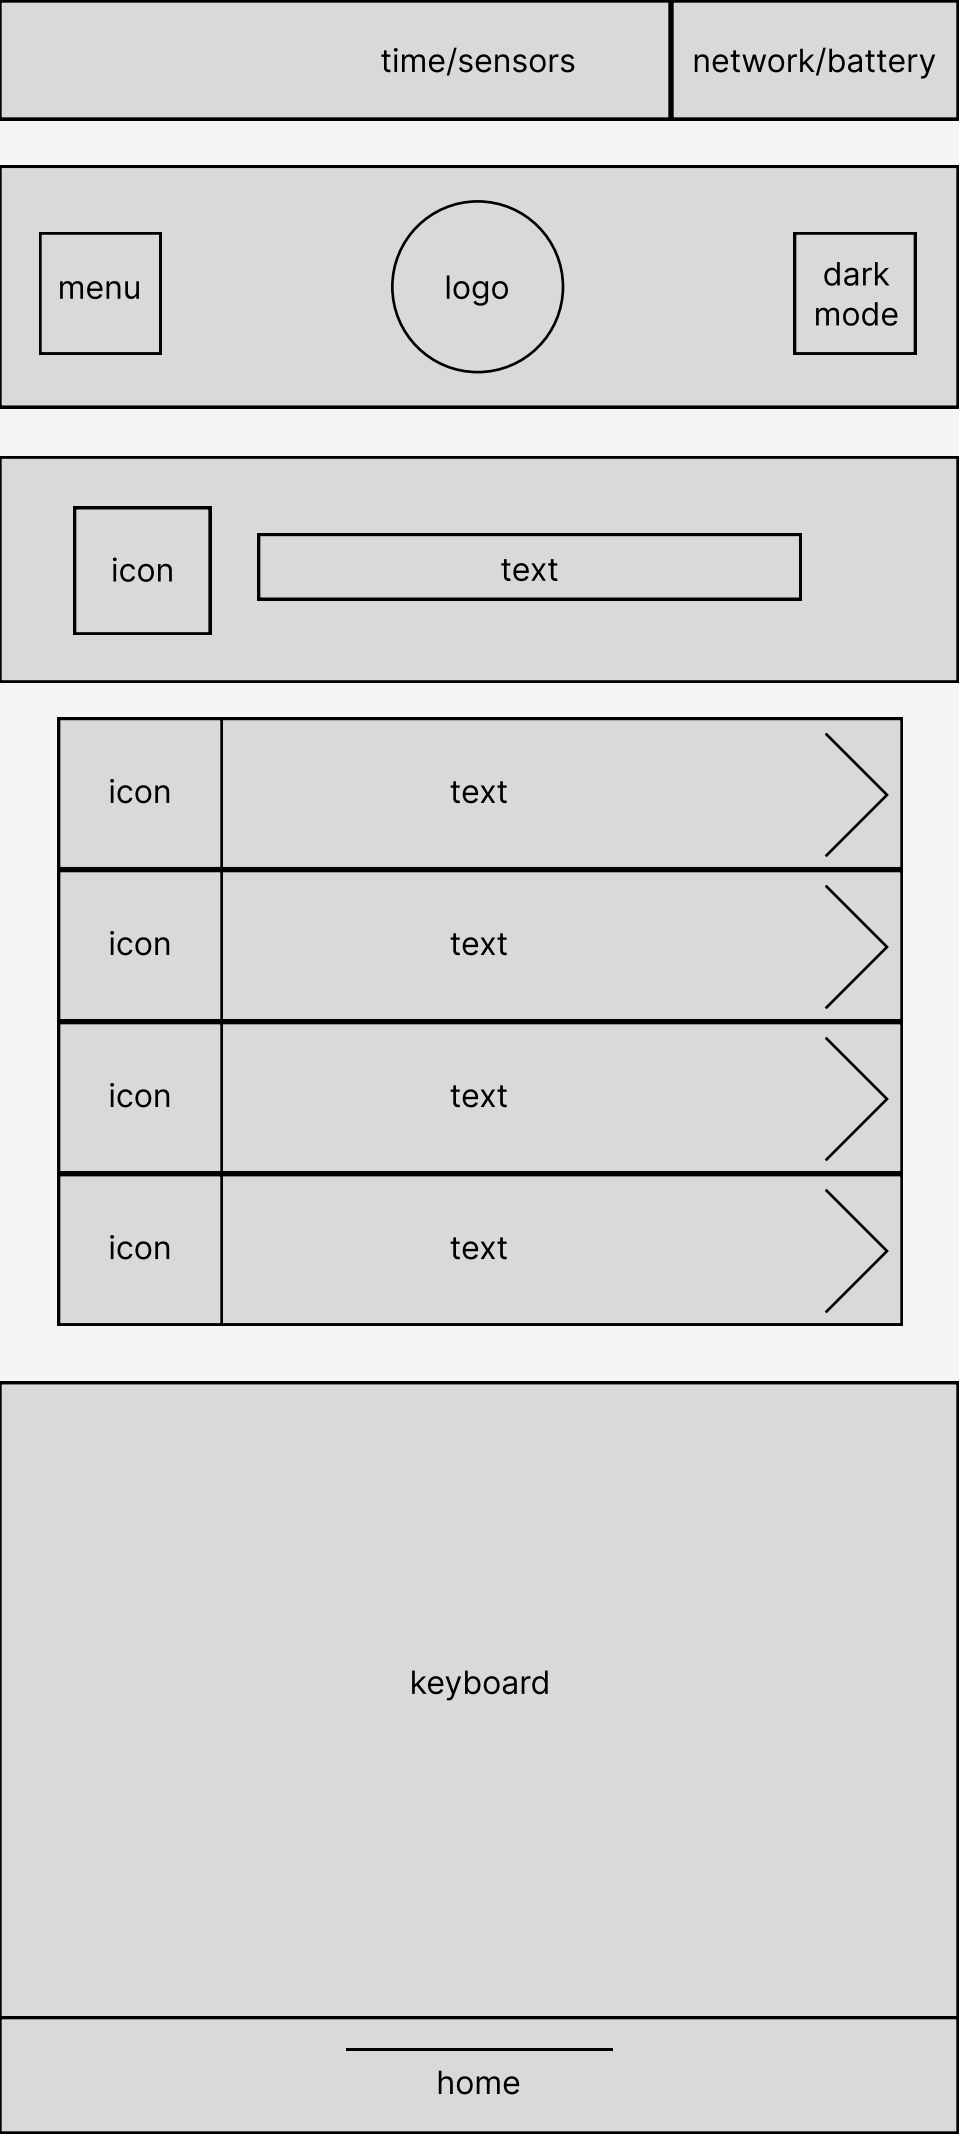 time/sensors
network/battery
menu
logo
dark
mode
icon
text
icon
text
icon
text
icon
text
icon
text
keyboard
home